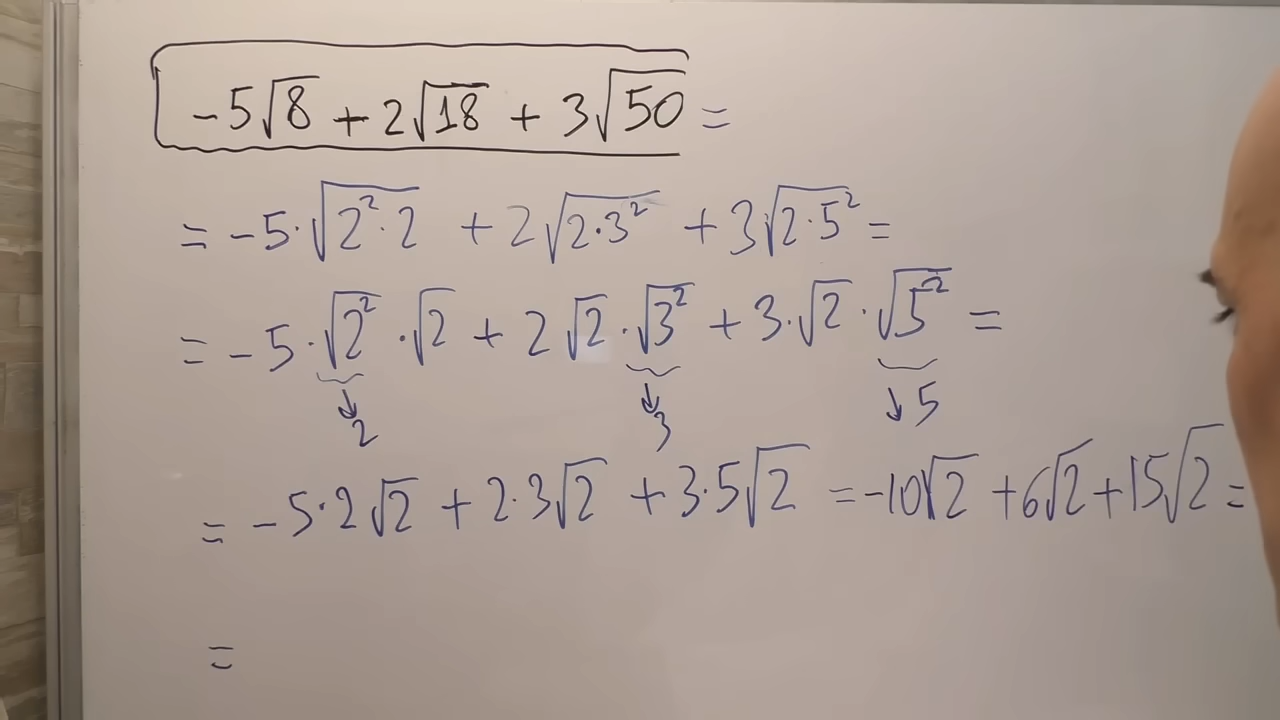 -5√8 + 2√18 + 3√50 =
= -5·√(2²·2) + 2√(2·3²) + 3√(2·5²) =
= -5·√(2²)·√2 + 2√2·√(3²) + 3·√2·√(5²) =
↓2 ↓3 ↓5
= -5·2√2 + 2·3√2 + 3·5√2 = -10√2 + 6√2 + 15√2 =
=